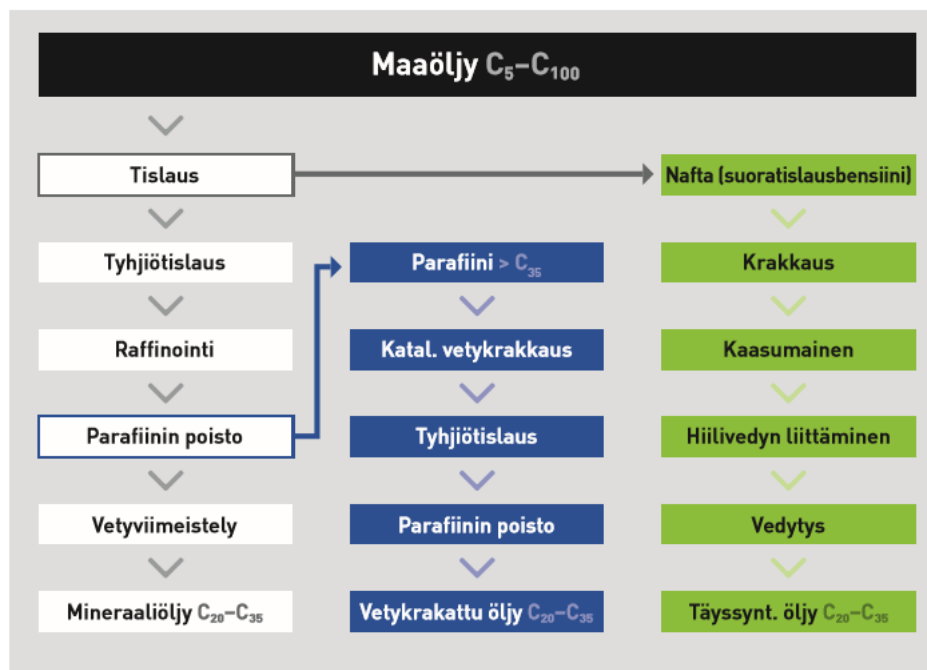 Maaöljy C₅–C₁₀₀
Tislaus
Nafta (suoratislausbensiini)
Tyhjiötislaus
Parafiini > C₃₅
Krakkaus
Raffinointi
Katal. vetykrakkaus
Kaasumainen
Parafiinin poisto
Tyhjiötislaus
Hiilivedyn liittäminen
Vetyviimeistely
Parafiinin poisto
Vedytys
Mineraaliöljy C₂₀–C₃₅
Vetykrakattu öljy C₂₀–C₃₅
Täyssynt. öljy C₂₀–C₃₅